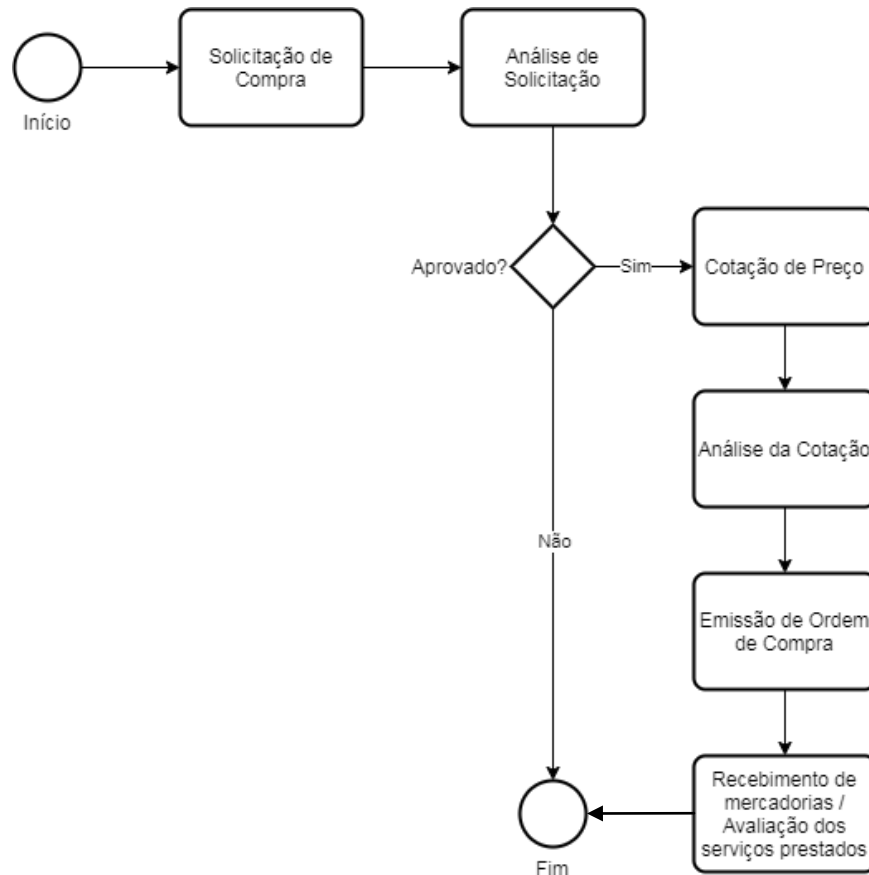 Solicitação de
Compra
Análise de
Solicitação
Início
Aprovado?
Sim
Cotação de Preço
Análise da Cotação
Não
Emissão de Ordem
de Compra
Recebimento de
mercadorias /
Avaliação dos
serviços prestados
Fim